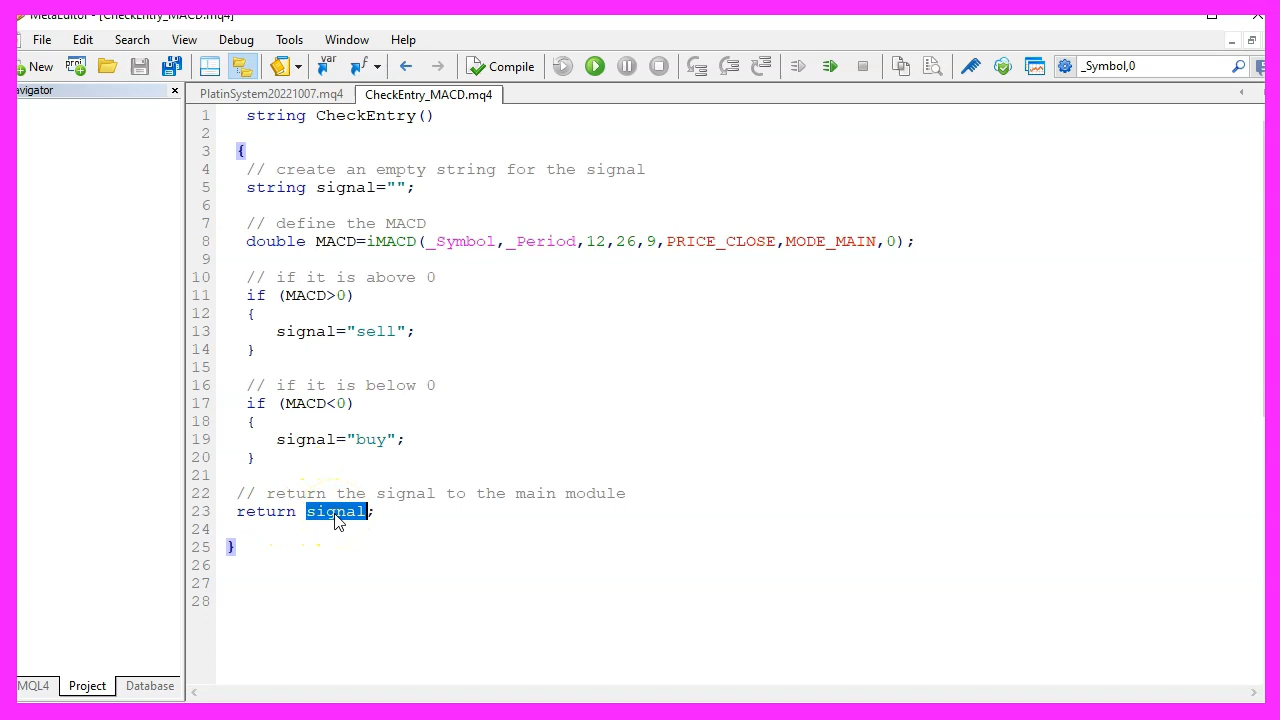 MetaEditor - [CheckEntry_MACD.mq4]
File Edit Search View Debug Tools Window Help
New Compile _Symbol,0
avigator
PlatinSystem20221007.mq4 CheckEntry_MACD.mq4
1 string CheckEntry()
2
3 {
4 // create an empty string for the signal
5 string signal="";
6
7 // define the MACD
8 double MACD=iMACD(_Symbol,_Period,12,26,9,PRICE_CLOSE,MODE_MAIN,0);
9
10 // if it is above 0
11 if (MACD>0)
12 {
13 signal="sell";
14 }
15
16 // if it is below 0
17 if (MACD<0)
18 {
19 signal="buy";
20 }
21
22 // return the signal to the main module
23 return signal;
24
25 }
26
27
28
MQL4 Project Database